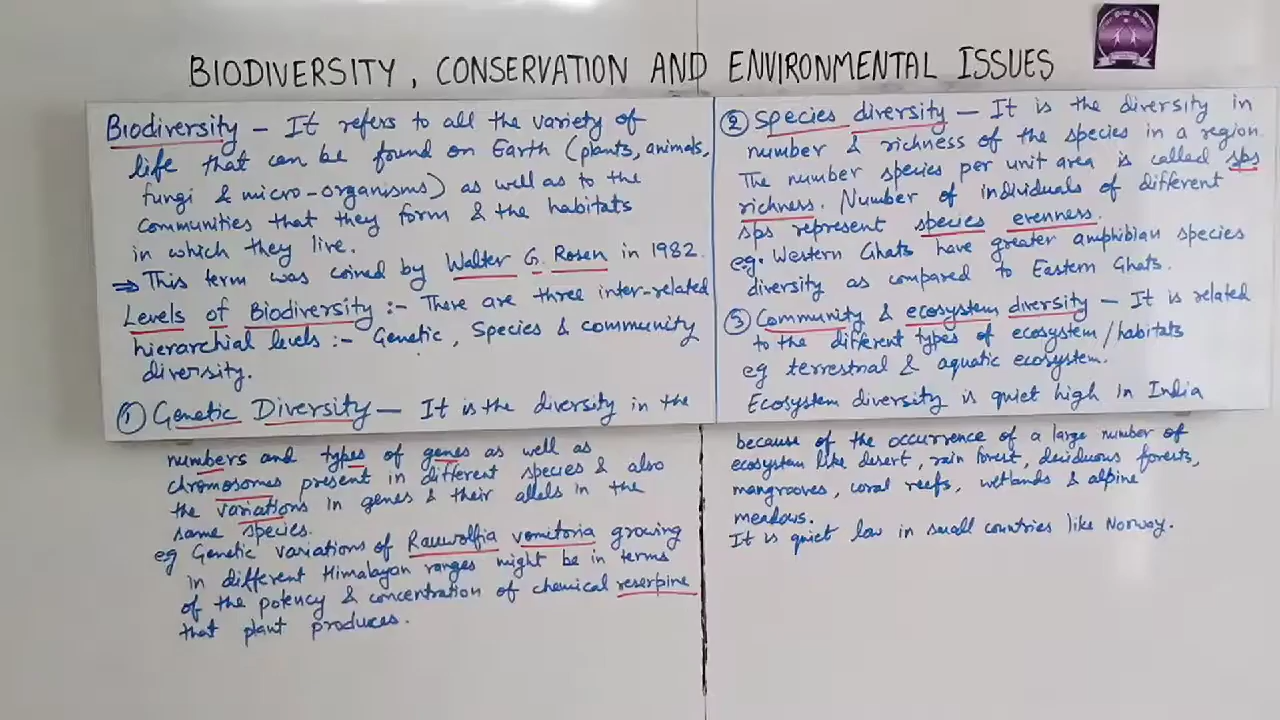 BIODIVERSITY, CONSERVATION AND ENVIRONMENTAL ISSUES
Biodiversity - It refers to all the variety of
life that can be found on Earth (plants, animals,
fungi & micro-organisms) as well as to the
communities that they form & the habitats
in which they live.
⇒ This term was coined by Walter G. Rosen in 1982.
Levels of Biodiversity :- There are three inter-related
hierarchial levels :- Genetic, Species & community
diversity.
① Genetic Diversity - It is the diversity in the
numbers and types of genes as well as
chromosomes present in different species & also
the variations in genes & their allels in the
same species.
eg Genetic variations of Rauwolfia vomitoria growing
in different Himalayan ranges might be in terms
of the potency & concentration of chemical reserpine
that plant produces.
② Species diversity - It is the diversity in
number & richness of the species in a region.
The number species per unit area is called sps
richness. Number of individuals of different
sps represent species evenness.
eg. Western Ghats have greater amphibian species
diversity as compared to Eastern Ghats.
③ Community & ecosystem diversity - It is related
to the different types of ecosystem/habitats
eg terrestrial & aquatic ecosystem.
Ecosystem diversity is quiet high in India
because of the occurrence of a large number of
ecosystem like desert, rain forest, deciduous forests,
mangrooves, coral reefs, wetlands & alpine
meadows.
It is quiet low in small countries like Norway.